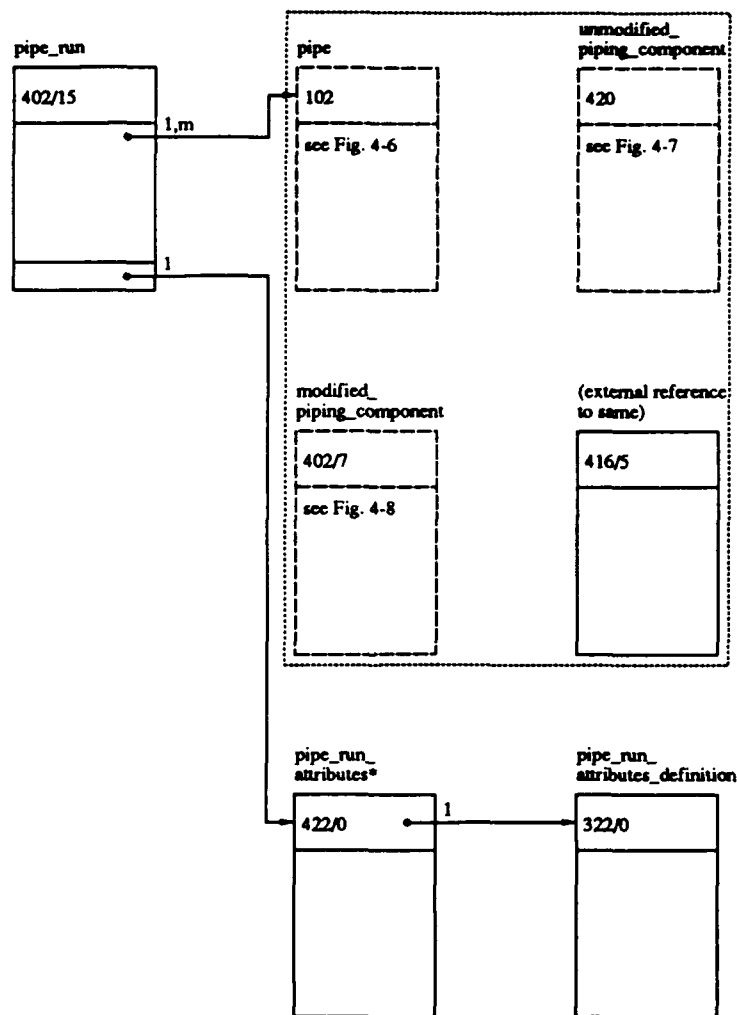 pipe_run
402/15
1,m
1
pipe
102
see Fig. 4-6
unmodified_
piping_component
420
see Fig. 4-7
modified_
piping_component
402/7
see Fig. 4-8
(external reference
to same)
416/5
pipe_run_
attributes*
422/0
1
pipe_run_
attributes_definition
322/0